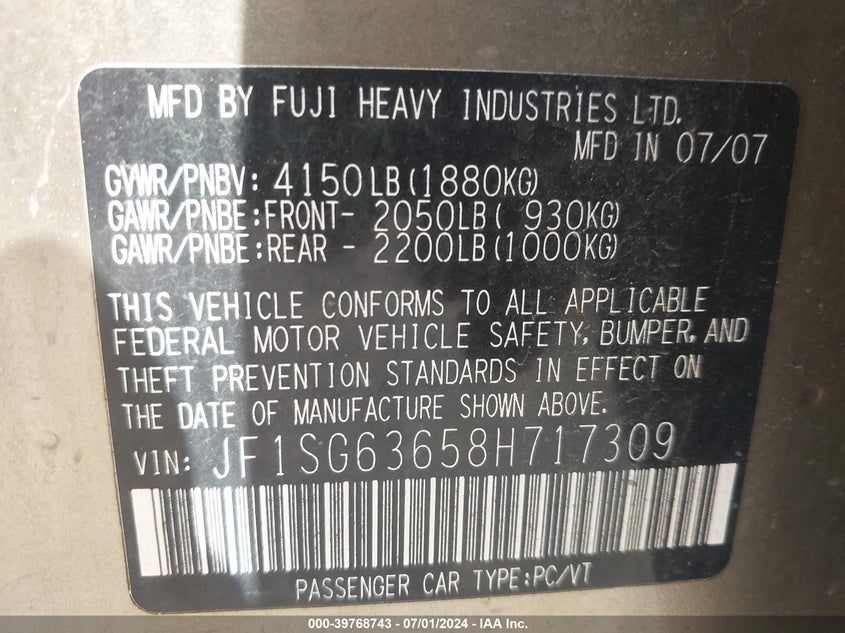 MFD BY FUJI HEAVY INDUSTRIES LTD.
MFD IN 07/07
GVWR/PNBV: 4150LB(1880KG)
GAWR/PNBE:FRONT- 2050LB( 930KG)
GAWR/PNBE:REAR - 2200LB(1000KG)
THIS VEHICLE CONFORMS TO ALL APPLICABLE
FEDERAL MOTOR VEHICLE SAFETY, BUMPER, AND
THEFT PREVENTION STANDARDS IN EFFECT ON
THE DATE OF MANUFACTURE SHOWN ABOVE.
VIN: JF1SG63658H717309
PASSENGER CAR TYPE:PC/VT
000-39768743 - 07/01/2024 - IAA Inc.